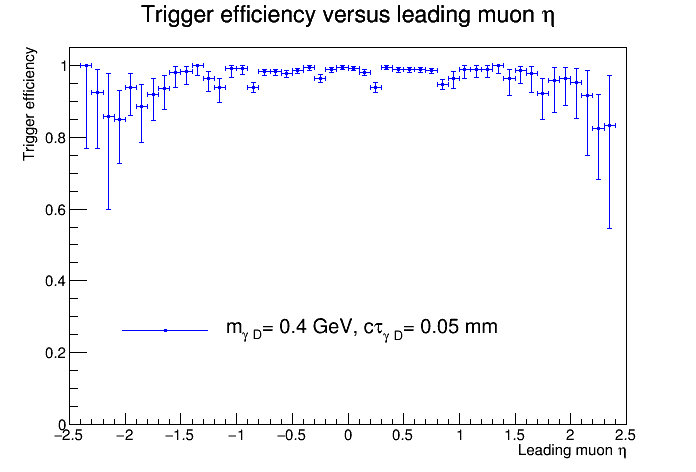 Trigger efficiency versus leading muon η
Trigger efficiency
1
0.8
0.6
0.4
0.2
0
m_γ D= 0.4 GeV, cτ_γ D= 0.05 mm
−2.5 −2 −1.5 −1 −0.5 0 0.5 1 1.5 2 2.5
Leading muon η